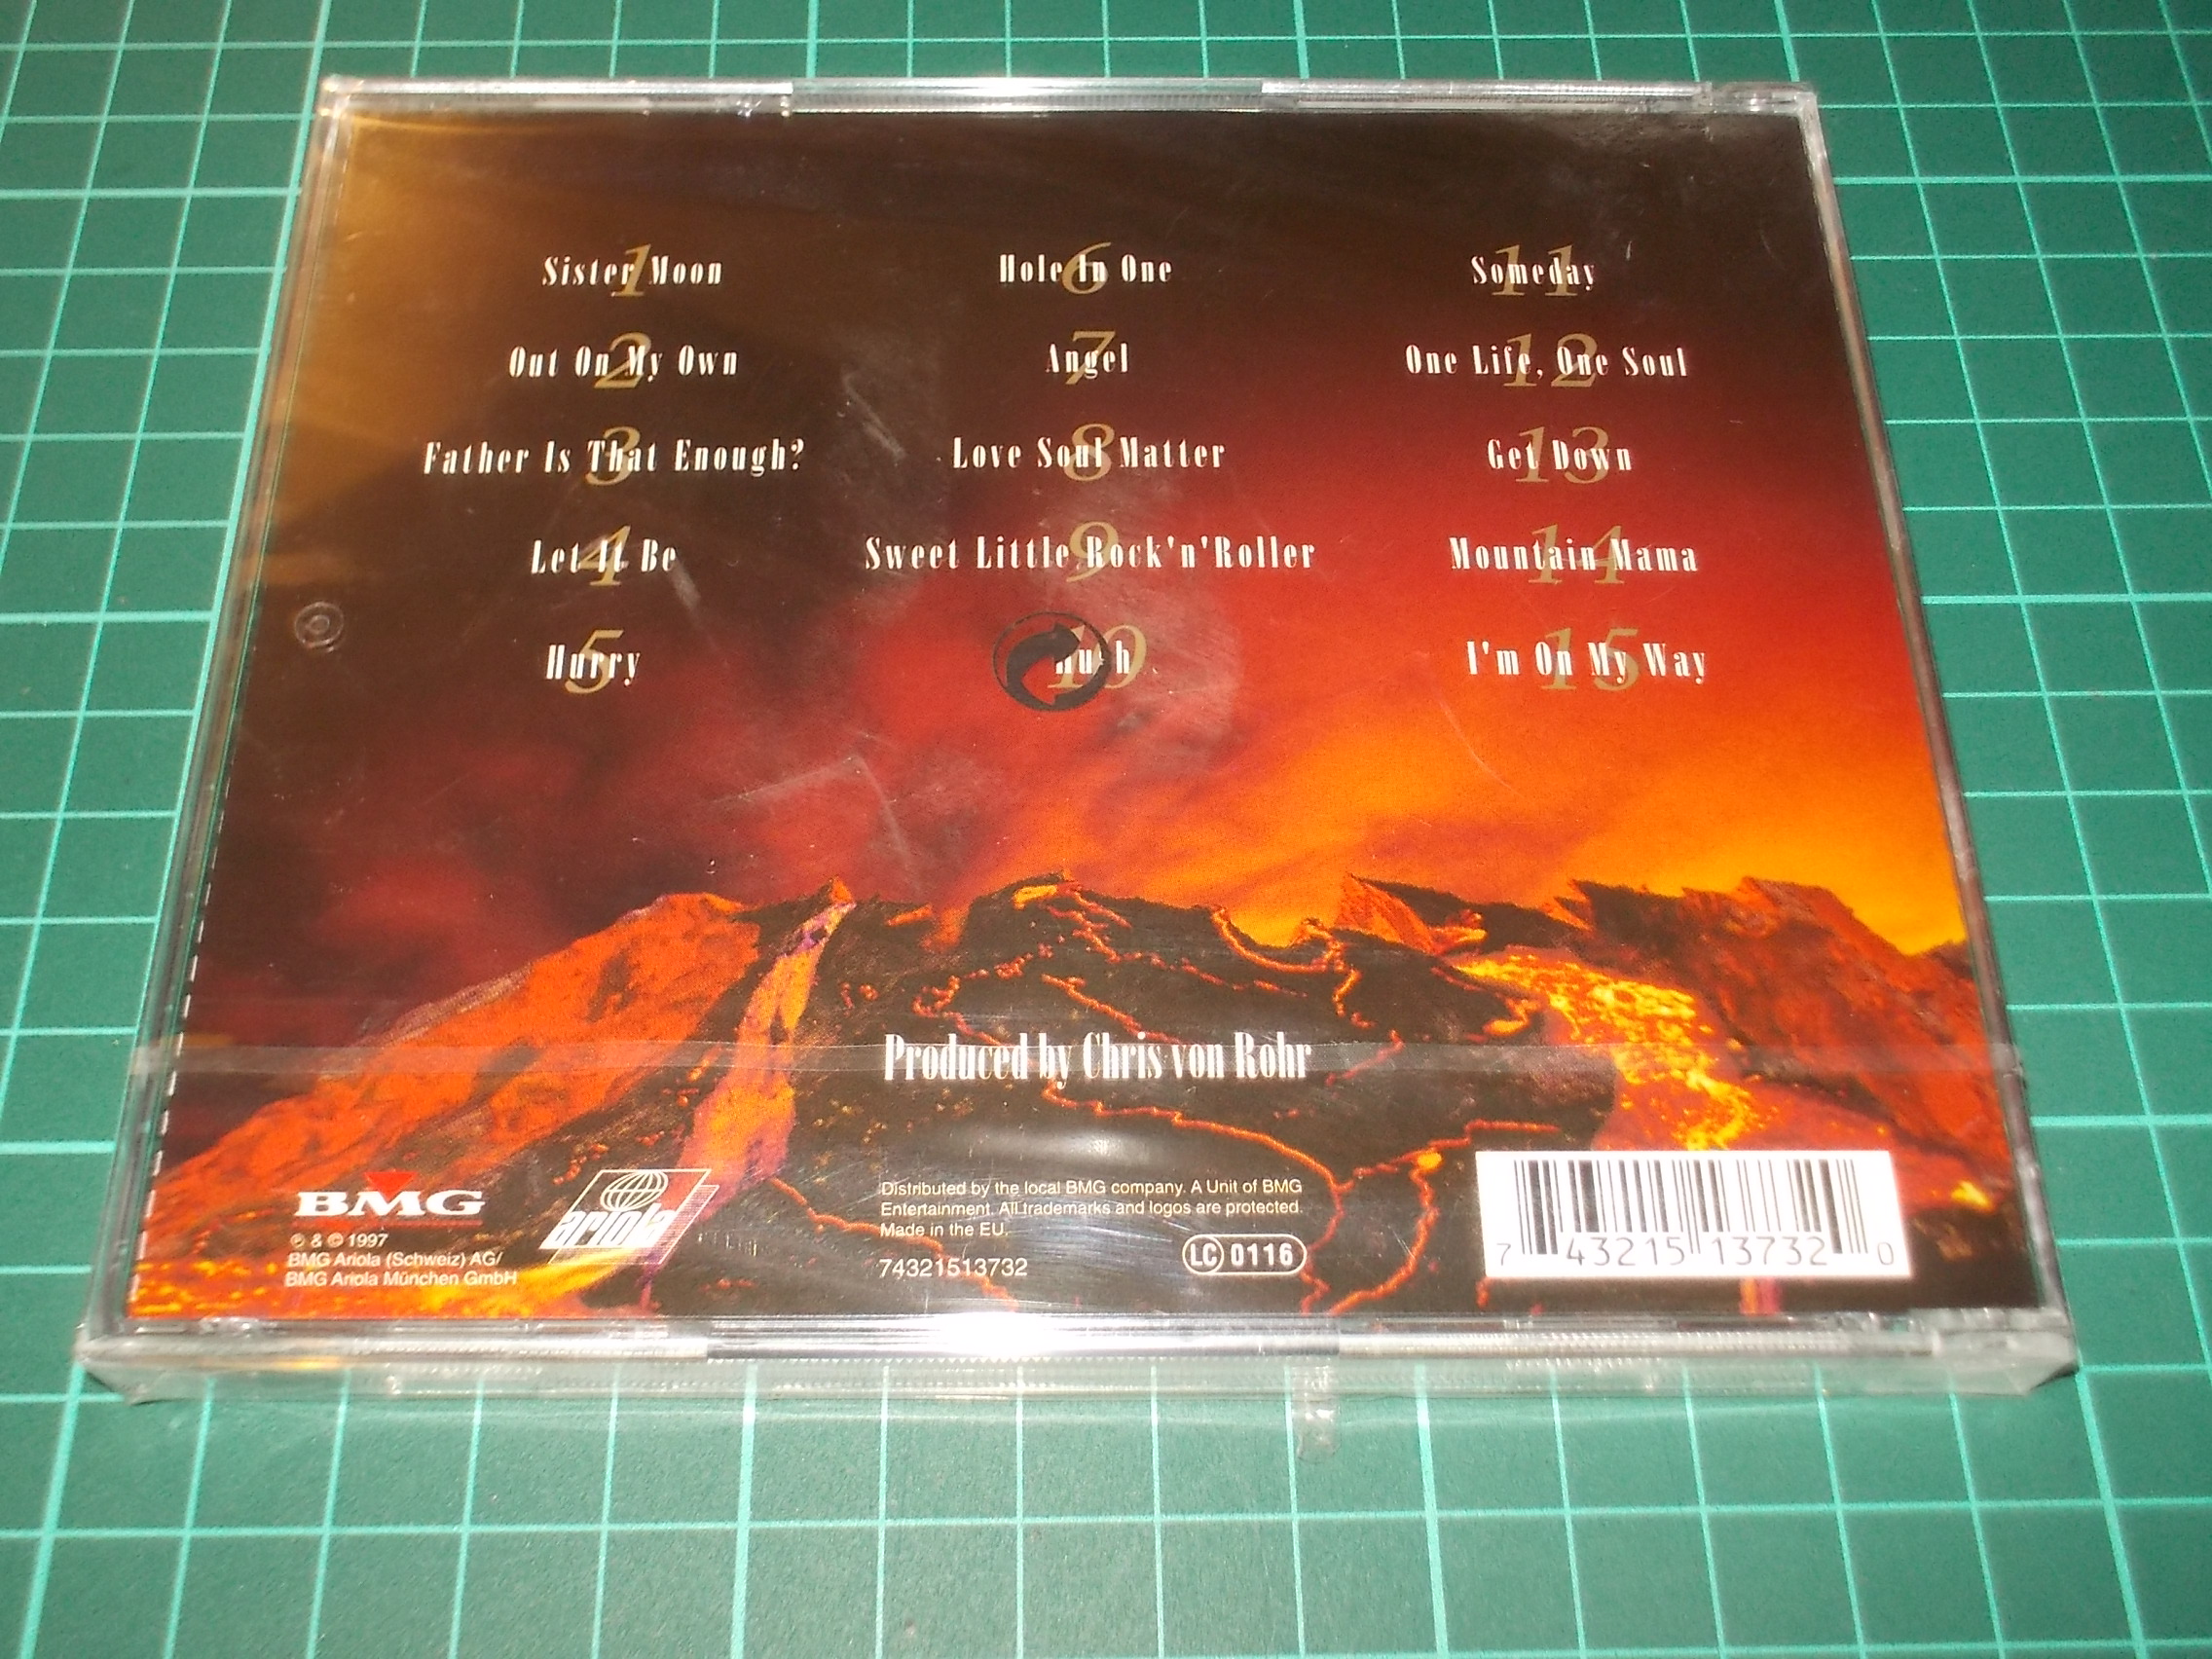 1 Sister Moon
2 Out On My Own
3 Father Is That Enough?
4 Let It Be
5 Hurry
6 Hole In One
7 Angel
8 Love Soul Matter
9 Sweet Little Rock'n'Roller
10
11 Someday
12 One Life, One Soul
13 Get Down
14 Mountain Mama
15 I'm On My Way
Produced by Chris von Rohr
BMG
℗ & © 1997
BMG Ariola (Schweiz) AG/
BMG Ariola München GmbH
ariola
Distributed by the local BMG company. A Unit of BMG
Entertainment. All trademarks and logos are protected.
Made in the EU.
74321513732
LC 0116
7 43215 13732 0